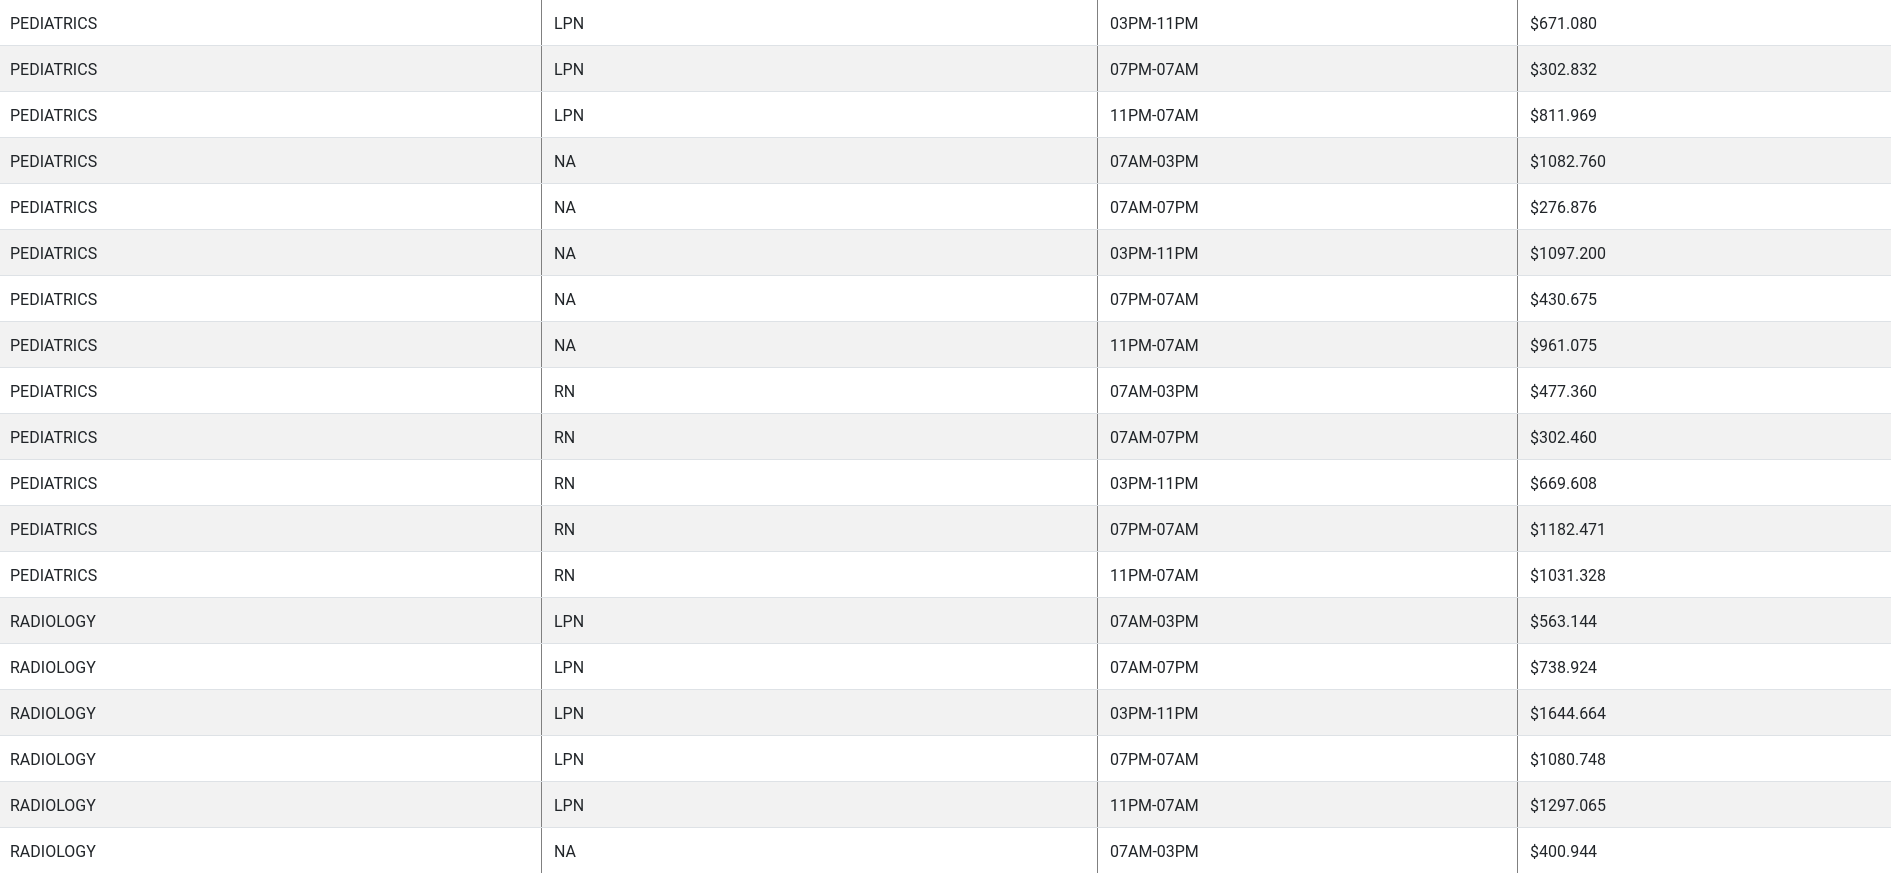 PEDIATRICS LPN 03PM-11PM $671.080
PEDIATRICS LPN 07PM-07AM $302.832
PEDIATRICS LPN 11PM-07AM $811.969
PEDIATRICS NA 07AM-03PM $1082.760
PEDIATRICS NA 07AM-07PM $276.876
PEDIATRICS NA 03PM-11PM $1097.200
PEDIATRICS NA 07PM-07AM $430.675
PEDIATRICS NA 11PM-07AM $961.075
PEDIATRICS RN 07AM-03PM $477.360
PEDIATRICS RN 07AM-07PM $302.460
PEDIATRICS RN 03PM-11PM $669.608
PEDIATRICS RN 07PM-07AM $1182.471
PEDIATRICS RN 11PM-07AM $1031.328
RADIOLOGY LPN 07AM-03PM $563.144
RADIOLOGY LPN 07AM-07PM $738.924
RADIOLOGY LPN 03PM-11PM $1644.664
RADIOLOGY LPN 07PM-07AM $1080.748
RADIOLOGY LPN 11PM-07AM $1297.065
RADIOLOGY NA 07AM-03PM $400.944